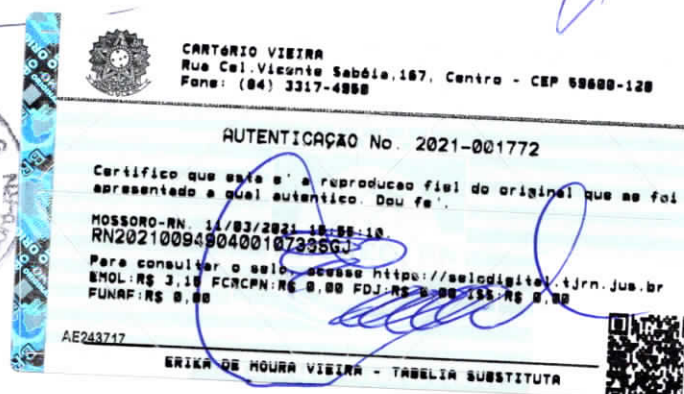 CARTóRIO VIEIRA
Rua Cel.Vicente Sabóia,167, Centro - CEP 59600-120
Fone: (84) 3317-4950
AUTENTICAÇÃO No. 2021-001772
Certifico que esta e' a reproducao fiel do original que me foi
apresentado a qual autentico. Dou fe'.
MOSSORO-RN. 11/03/2021
RN20210094904001073356GJ
Para consultar o selo, acesse https://selodigital.tjrn.jus.br
EMOL:R$ 3,10 FCRCPN:R$ 0,00 FDJ:R$ 0,00 ISS:R$ 0,00
FUNAF:R$ 0,00
AE243717
ERIKA DE MOURA VIEIRA - TABELIA SUBSTITUTA